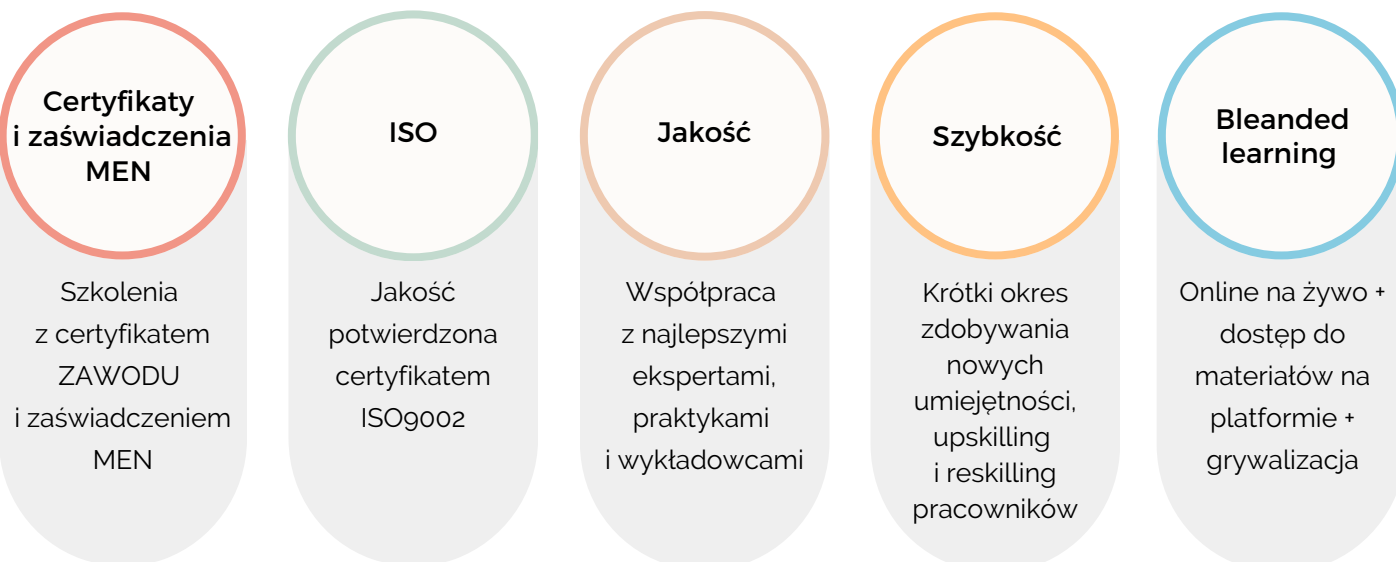 Certyfikaty
i zaświadczenia
MEN
Szkolenia
z certyfikatem
ZAWODU
i zaświadczeniem
MEN
ISO
Jakość
potwierdzona
certyfikatem
ISO9002
Jakość
Współpraca
z najlepszymi
ekspertami,
praktykami
i wykładowcami
Szybkość
Krótki okres
zdobywania
nowych
umiejętności,
upskilling
i reskilling
pracowników
Bleanded
learning
Online na żywo +
dostęp do
materiałów na
platformie +
grywalizacja